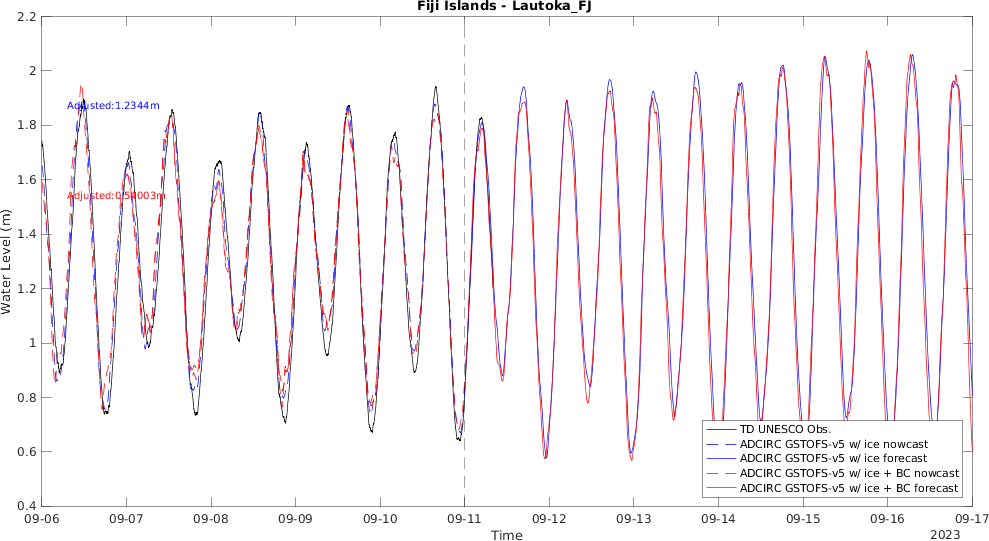 Fiji Islands - Lautoka_FJ
2.2
2
1.8
1.6
1.4
1.2
1
0.8
0.6
0.4
Water Level (m)
Adjusted:1.2344m
Adjusted:0.54003m
TD UNESCO Obs.
ADCIRC GSTOFS-v5 w/ ice nowcast
ADCIRC GSTOFS-v5 w/ ice forecast
ADCIRC GSTOFS-v5 w/ ice + BC nowcast
ADCIRC GSTOFS-v5 w/ ice + BC forecast
09-06 09-07 09-08 09-09 09-10 09-11 09-12 09-13 09-14 09-15 09-16 09-17
Time
2023